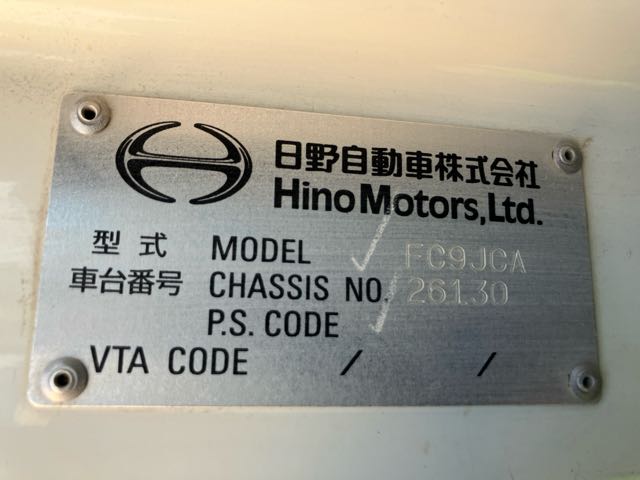 日野自動車株式会社
Hino Motors, Ltd.
型式 MODEL FC9JCA
車台番号 CHASSIS NO. 26130
P.S. CODE
VTA CODE / /